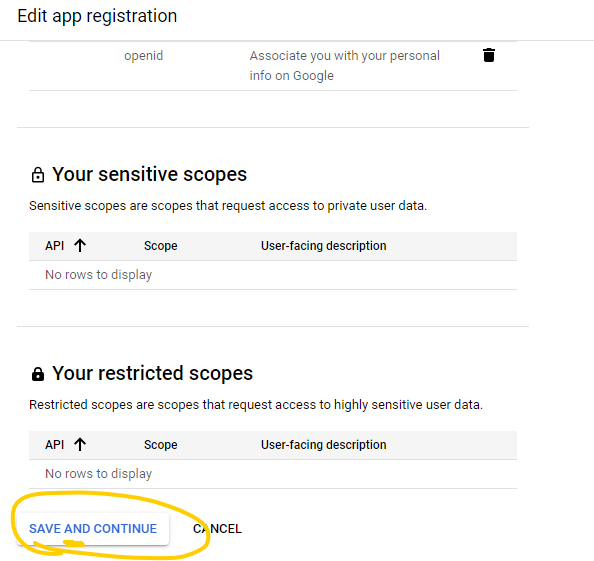 Edit app registration
openid Associate you with your personal
info on Google
Your sensitive scopes
Sensitive scopes are scopes that request access to private user data.
API Scope User-facing description
No rows to display
Your restricted scopes
Restricted scopes are scopes that request access to highly sensitive user data.
API Scope User-facing description
No rows to display
SAVE AND CONTINUE CANCEL